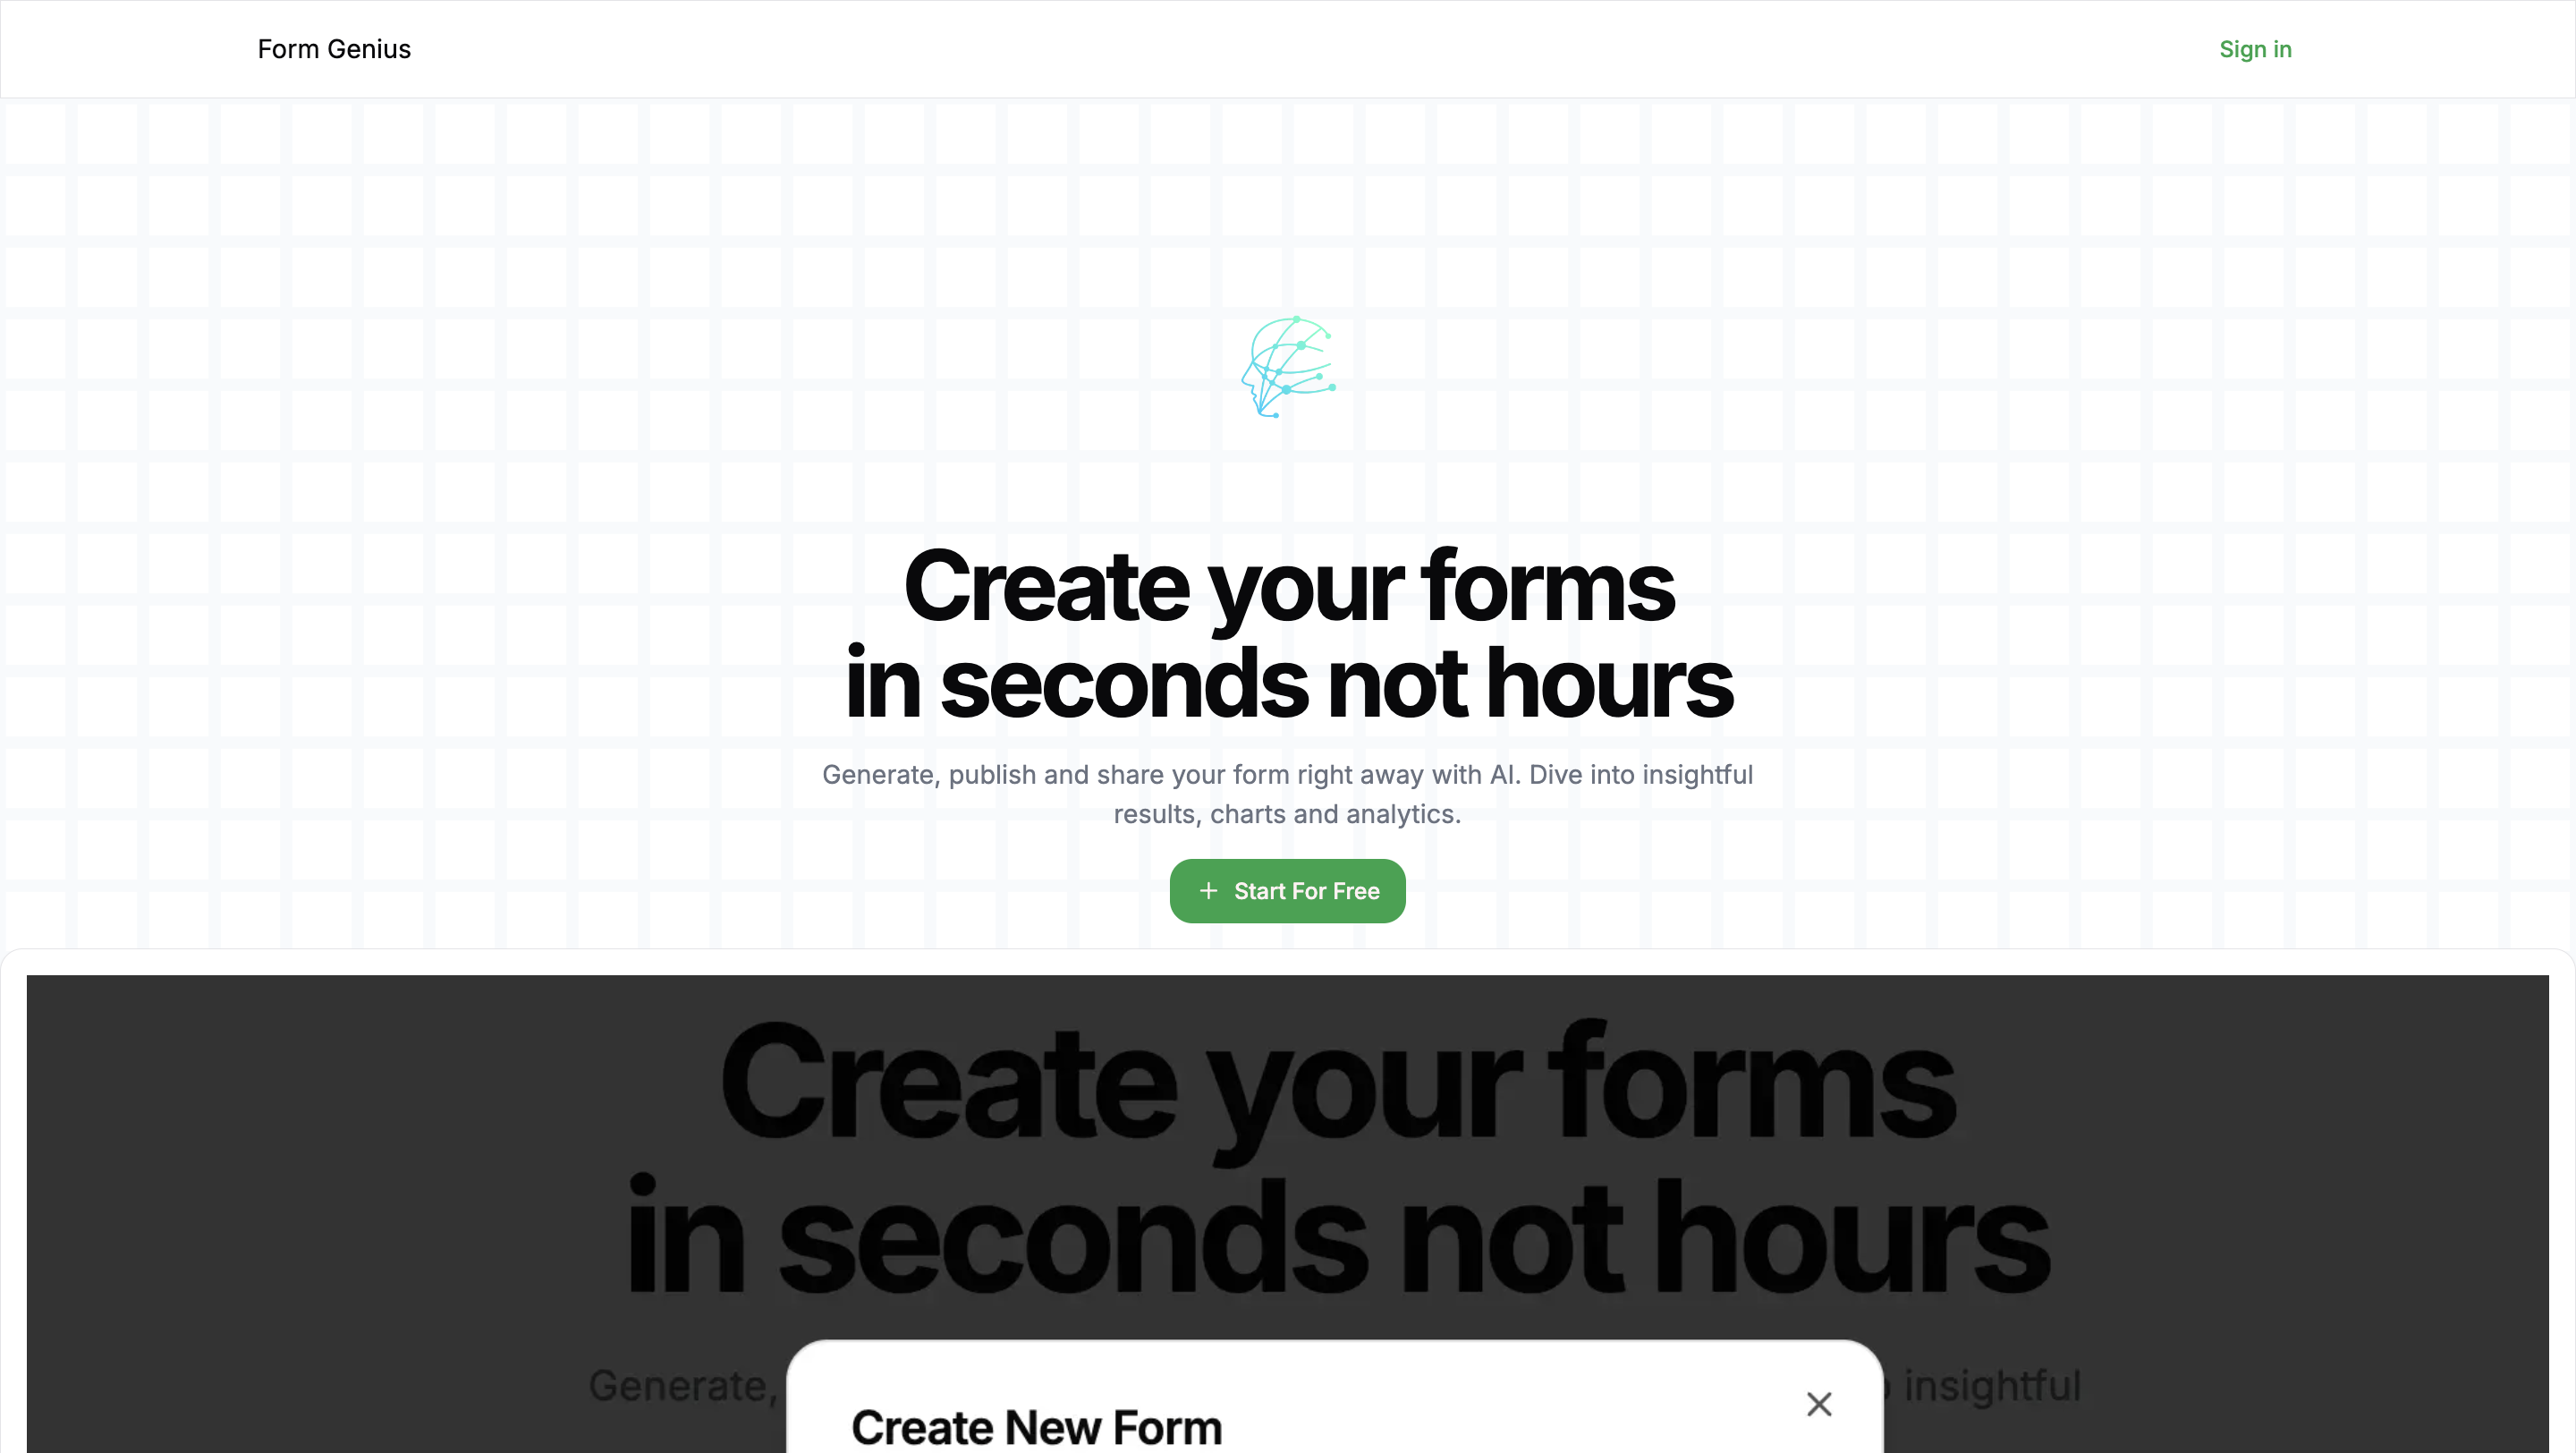 Form Genius
Sign in
Create your forms
in seconds not hours
Generate, publish and share your form right away with AI. Dive into insightful
results, charts and analytics.
+ Start For Free
Create your forms
in seconds not hours
Generate, insightful
Create New Form